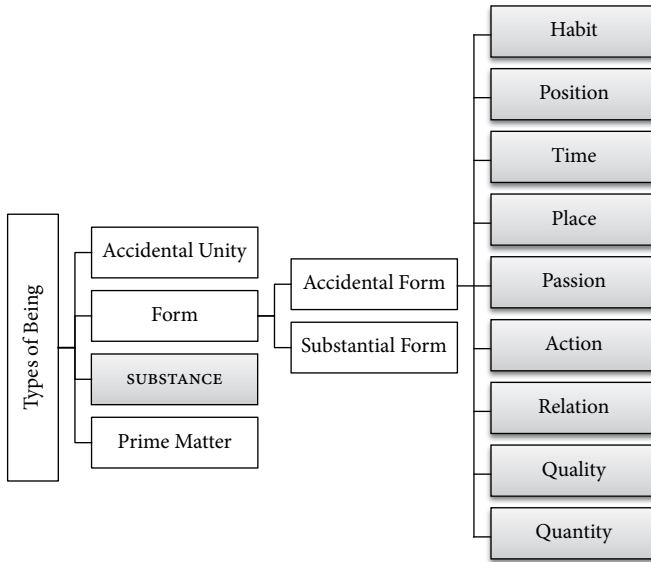 Types of Being
Accidental Unity
Form
SUBSTANCE
Prime Matter
Accidental Form
Substantial Form
Habit
Position
Time
Place
Passion
Action
Relation
Quality
Quantity